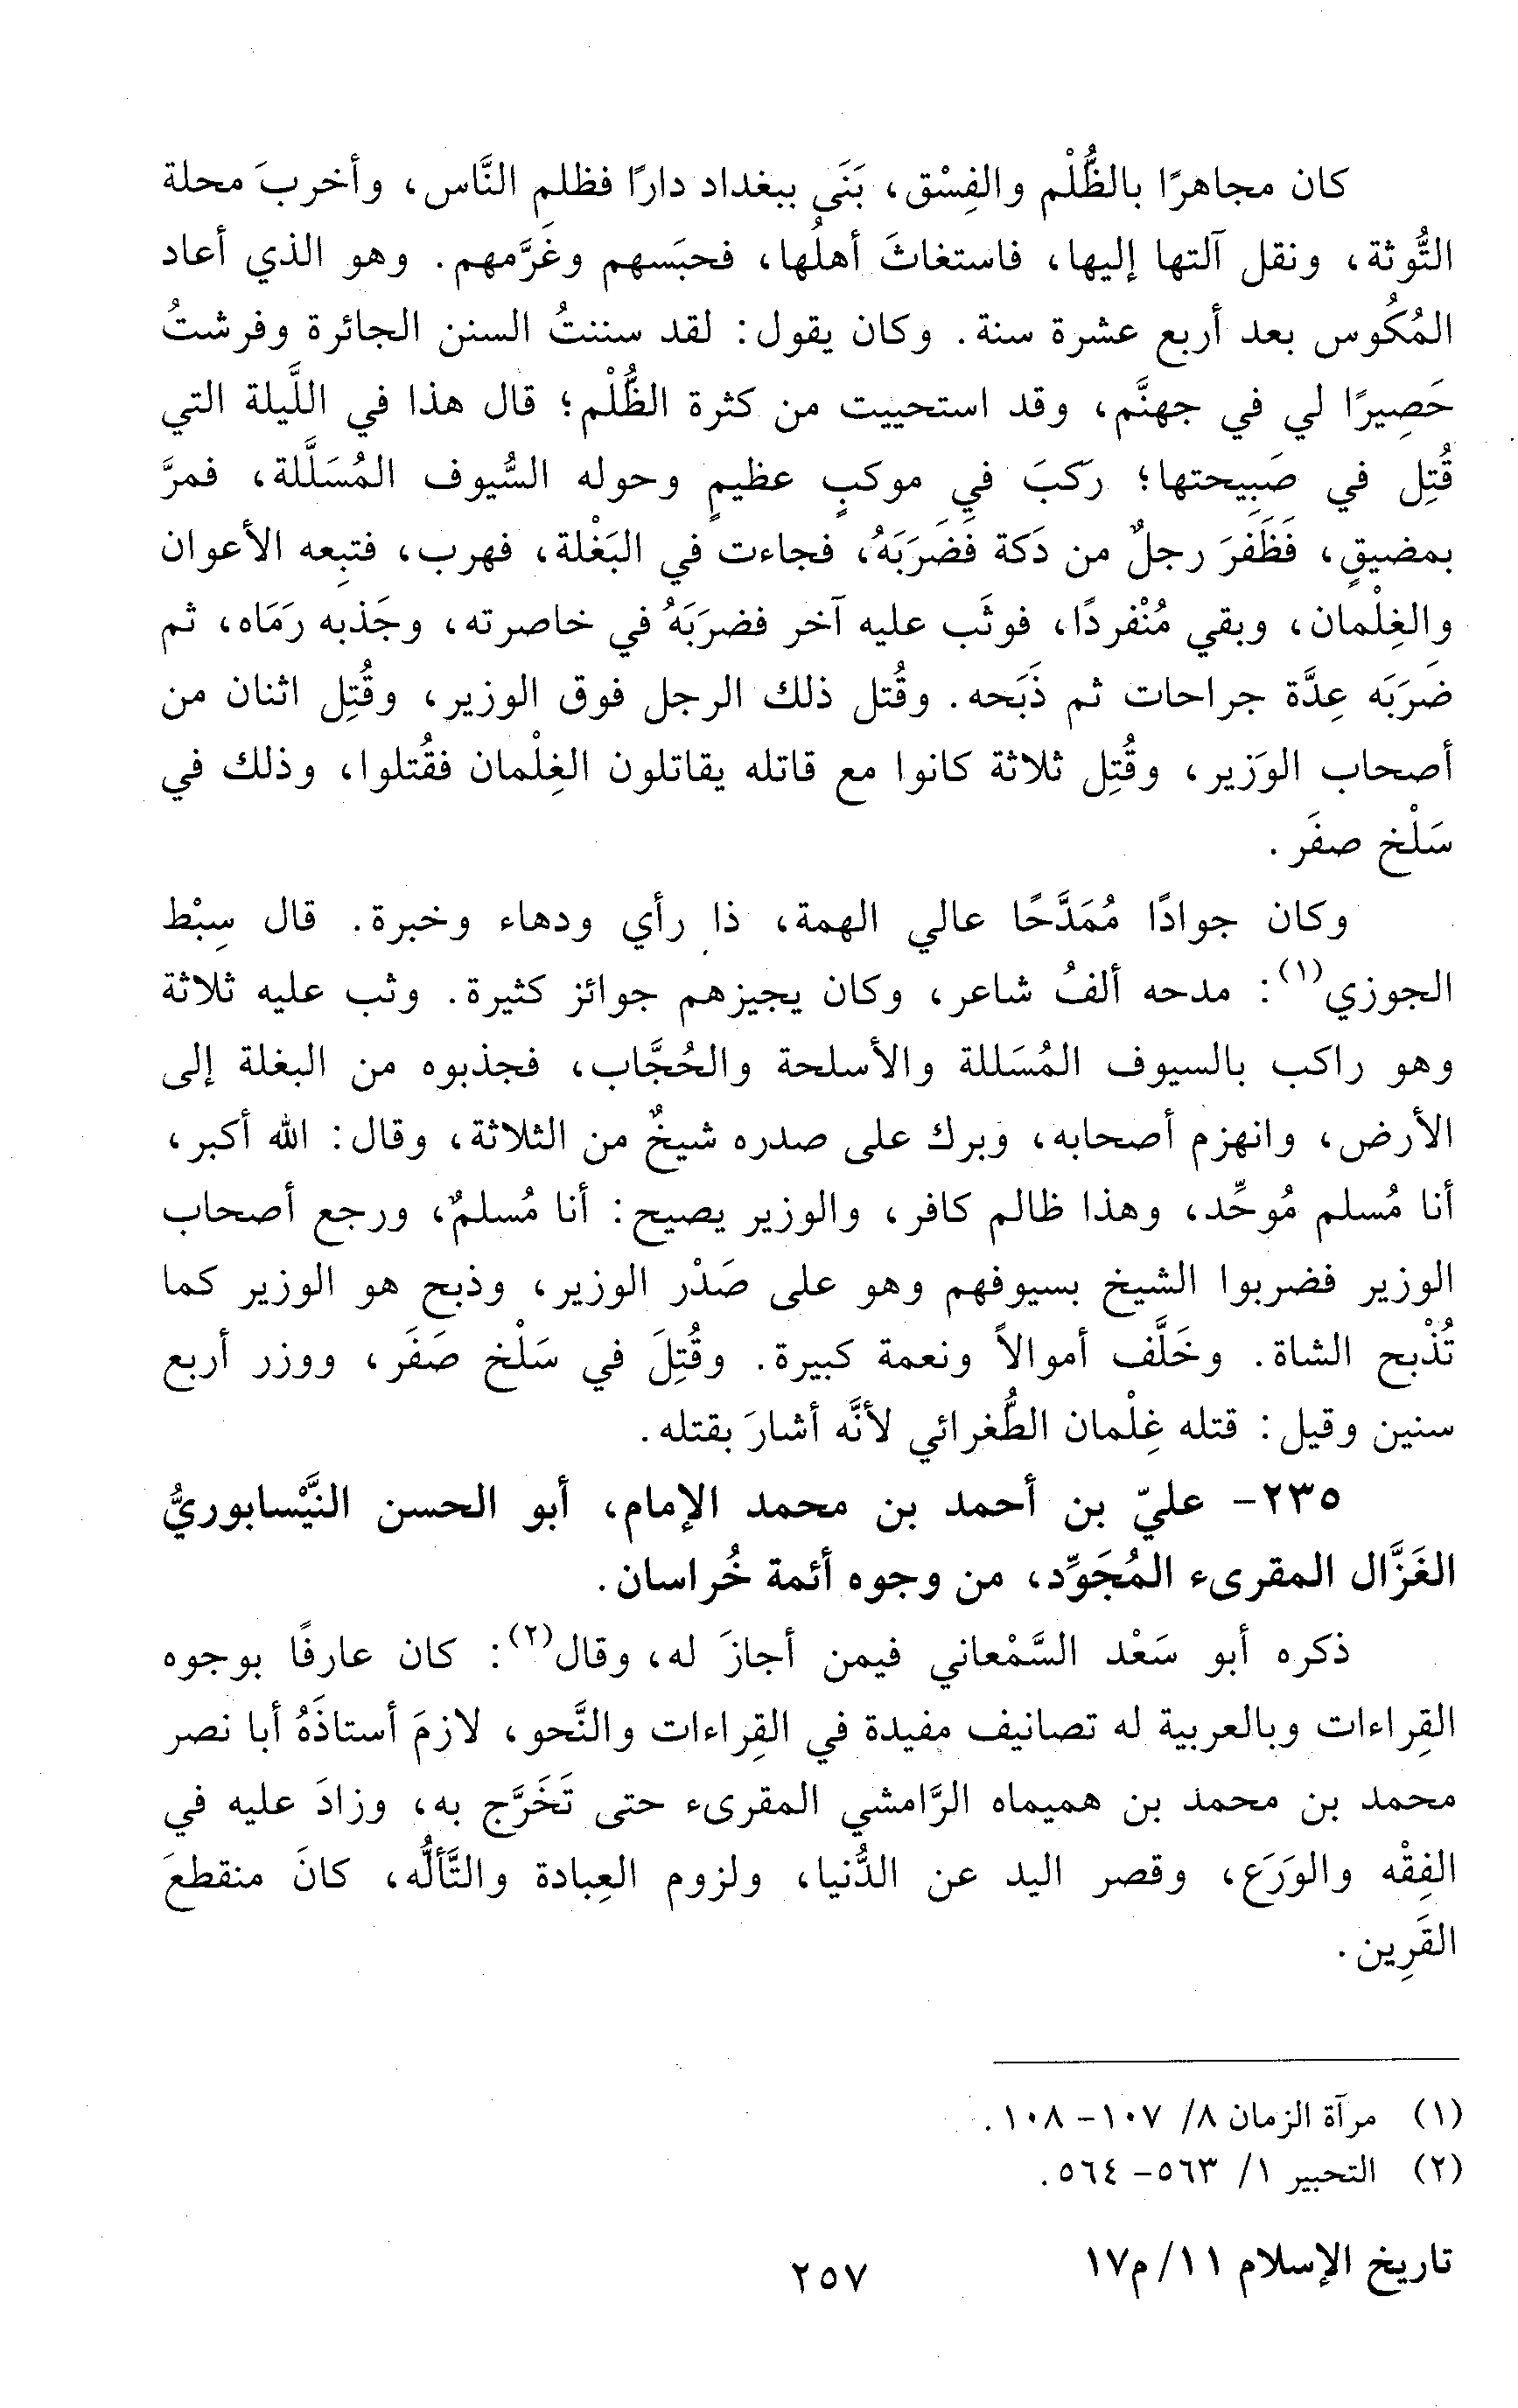 كان مجاهرًا بالظُّلْم والفِسْق، بَنَى ببغداد دارًا فظلم النَّاس، وأخربَ محلة
التُّوثة، ونقل آلتها إليها، فاستغاثَ أهلُها، فحبَسهم وغَرَّمهم. وهو الذي أعاد
المُكُوس بعد أربع عشرة سنة. وكان يقول: لقد سننتُ السنن الجائرة وفرشتُ
حَصِيرًا لي في جهنَّم، وقد استحييت من كثرة الظُّلْم؛ قال هذا في اللَّيلة التي
قُتِل في صَبِيحتها؛ ركبَ في موكبٍ عظيمٍ وحوله السُّيوف المُسَلَّلة، فمرَّ
بمضيقٍ، فَظَفرَ رجلٌ من دَكة فَضَرَبَهُ، فجاءت في البَغْلة، فهرب، فتبِعه الأعوان
والغِلْمان، وبقي مُنْفردًا، فوثَب عليه آخر فضرَبَهُ في خاصرته، وجَذبه رَمَاه، ثم
ضرَبَه عِدَّة جراحات ثم ذَبَحه. وقُتل ذلك الرجل فوق الوزير، وقُتِل اثنان من
أصحاب الوَزير، وقُتِل ثلاثة كانوا مع قاتله يقاتلون الغِلْمان فقُتلوا، وذلك في
سَلْخ صفَر.
وكان جوادًا مُمَدَّحًا عالي الهمة، ذا رأي ودهاء وخبرة. قال سِبْط
الجوزي(١): مدحه ألفُ شاعر، وكان يجيزهم جوائز كثيرة. وثب عليه ثلاثة
وهو راكب بالسيوف المُسَللة والأسلحة والحُجَّاب، فجذبوه من البغلة إلى
الأرض، وانهزم أصحابه، وبرك على صدره شيخٌ من الثلاثة، وقال: الله أكبر،
أنا مُسلم مُوحِّد، وهذا ظالم كافر، والوزير يصيح: أنا مُسلمٌ، ورجع أصحاب
الوزير فضربوا الشيخ بسيوفهم وهو على صَدْر الوزير، وذبح هو الوزير كما
تُذْبح الشاة. وخَلَّف أموالاً ونعمة كبيرة. وقُتِلَ في سَلْخ صَفَر، ووزر أربع
سنين وقيل: قتله غِلْمان الطُّغرائي لأنَّه أشارَ بقتله.
٢٣٥- عليّ بن أحمد بن محمد الإمام، أبو الحسن النَّيْسابوريُّ
الغَزَّال المقرىء المُجَوِّد، من وجوه أئمة خُراسان.
ذكره أبو سَعْد السَّمْعاني فيمن أجازَ له، وقال(٢): كان عارفًا بوجوه
القِراءات وبالعربية له تصانيف مفيدة في القِراءات والنَّحو، لازمَ أستاذَهُ أبا نصر
محمد بن محمد بن هميماه الرَّامشي المقرىء حتى تَخَرَّج به، وزادَ عليه في
الفِقْه والوَرَع، وقصر اليد عن الدُّنيا، ولزوم العِبادة والتَّألُّه، كانَ منقطعَ
القَرِين.
(١) مرآة الزمان ٨/ ١٠٧- ١٠٨.
(٢) التحبير ١/ ٥٦٣- ٥٦٤.
تاريخ الإسلام ١١/م١٧
٢٥٧